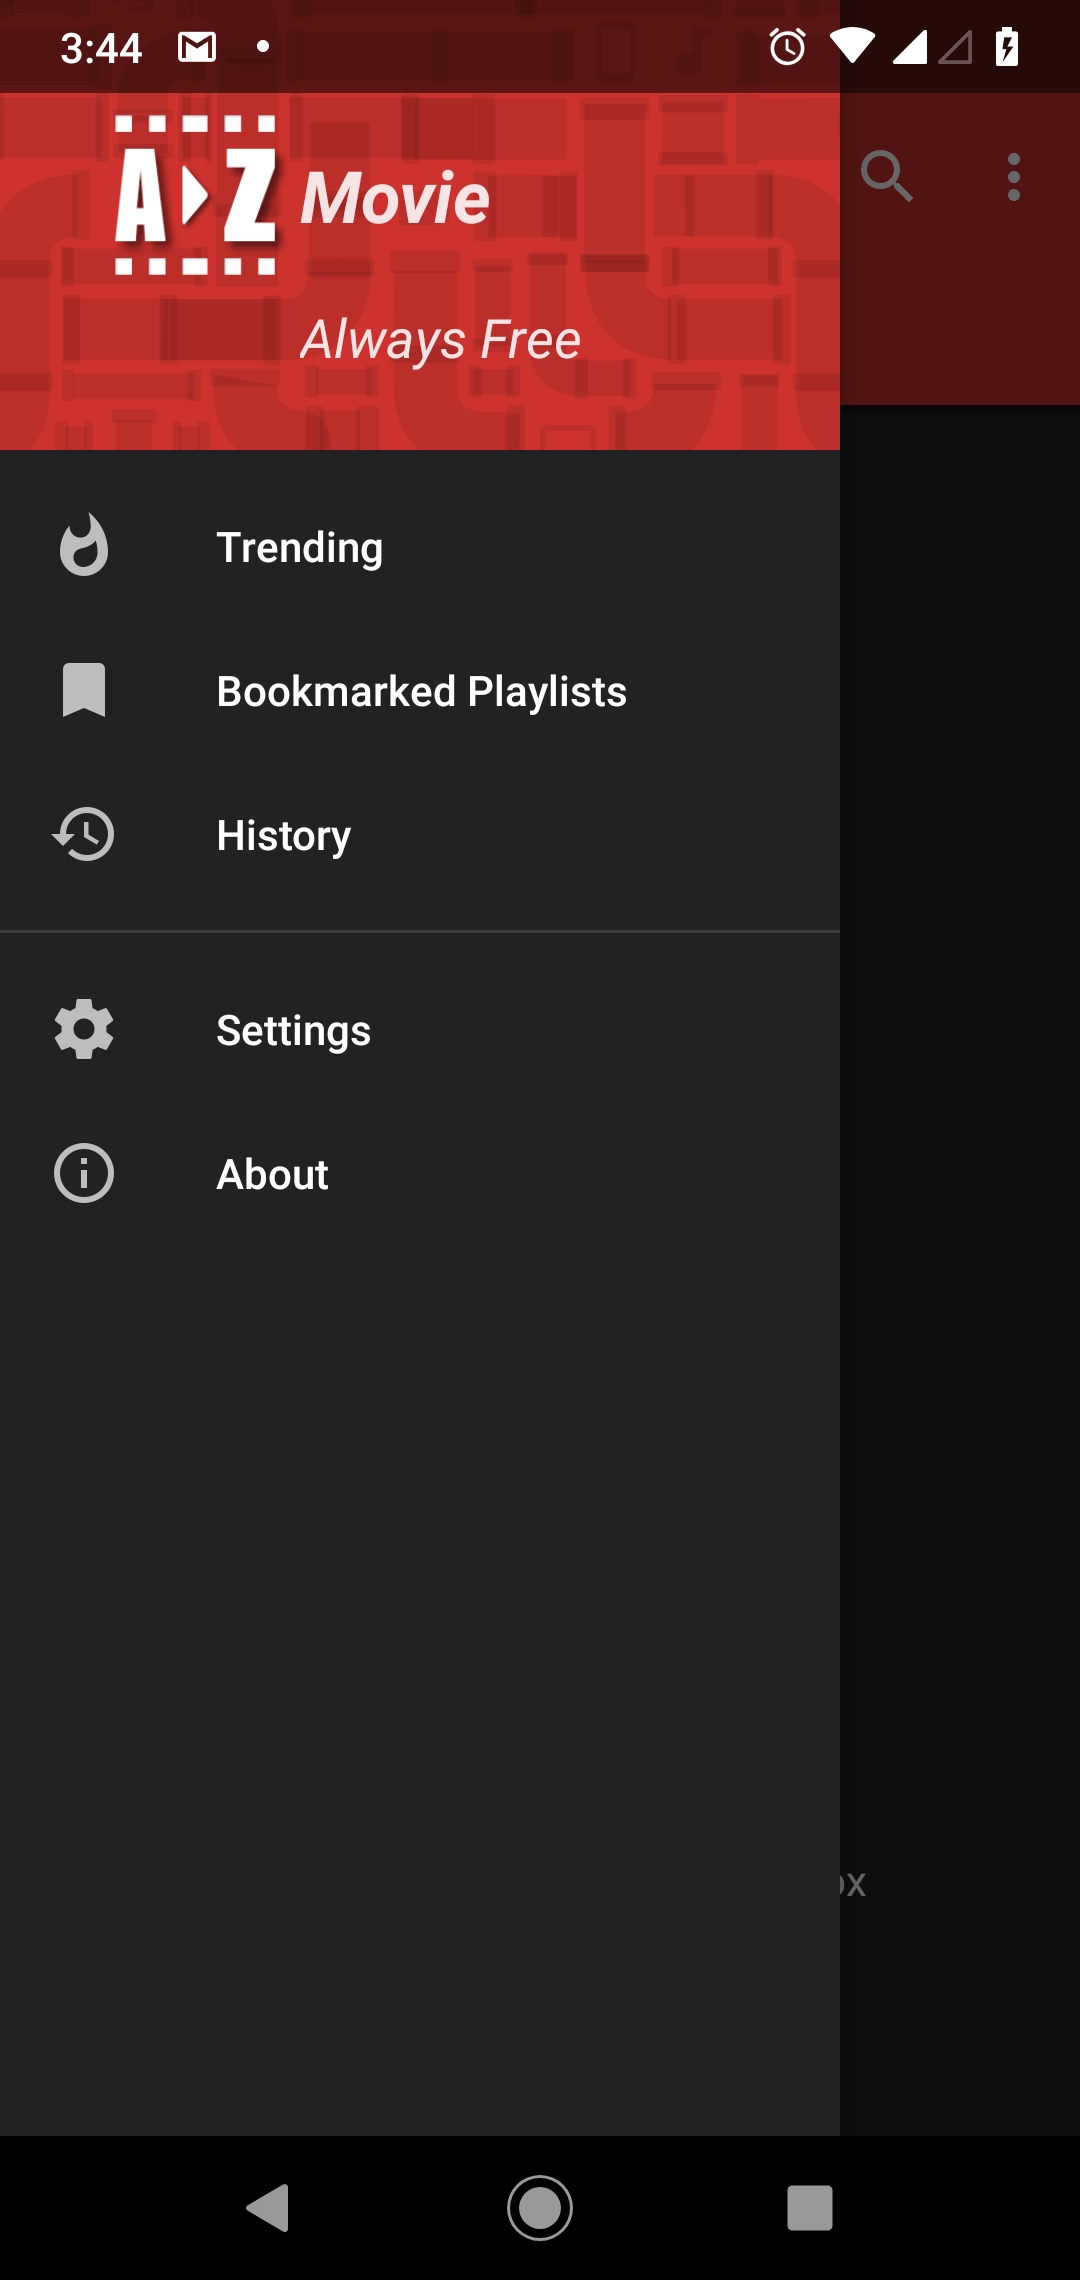 3:44
A Z Movie
Always Free
Trending
Bookmarked Playlists
History
Settings
About
x